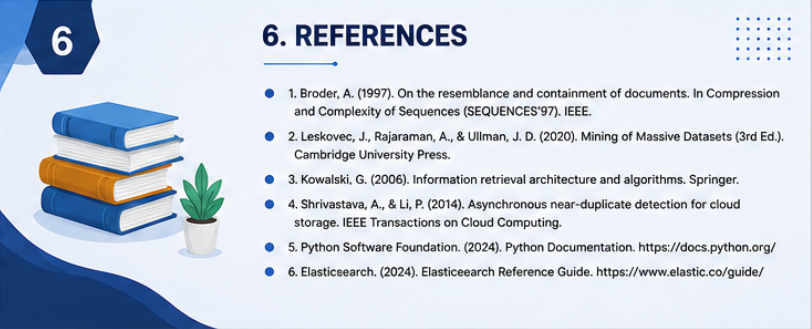 6
6. REFERENCES
1. Broder, A. (1997). On the resemblance and containment of documents. In Compression
and Complexity of Sequences (SEQUENCES'97). IEEE.
2. Leskovec, J., Rajaraman, A., & Ullman, J. D. (2020). Mining of Massive Datasets (3rd Ed.).
Cambridge University Press.
3. Kowalski, G. (2006). Information retrieval architecture and algorithms. Springer.
4. Shrivastava, A., & Li, P. (2014). Asynchronous near-duplicate detection for cloud
storage. IEEE Transactions on Cloud Computing.
5. Python Software Foundation. (2024). Python Documentation. https://docs.python.org/
6. Elasticeearch. (2024). Elasticeearch Reference Guide. https://www.elastic.co/guide/